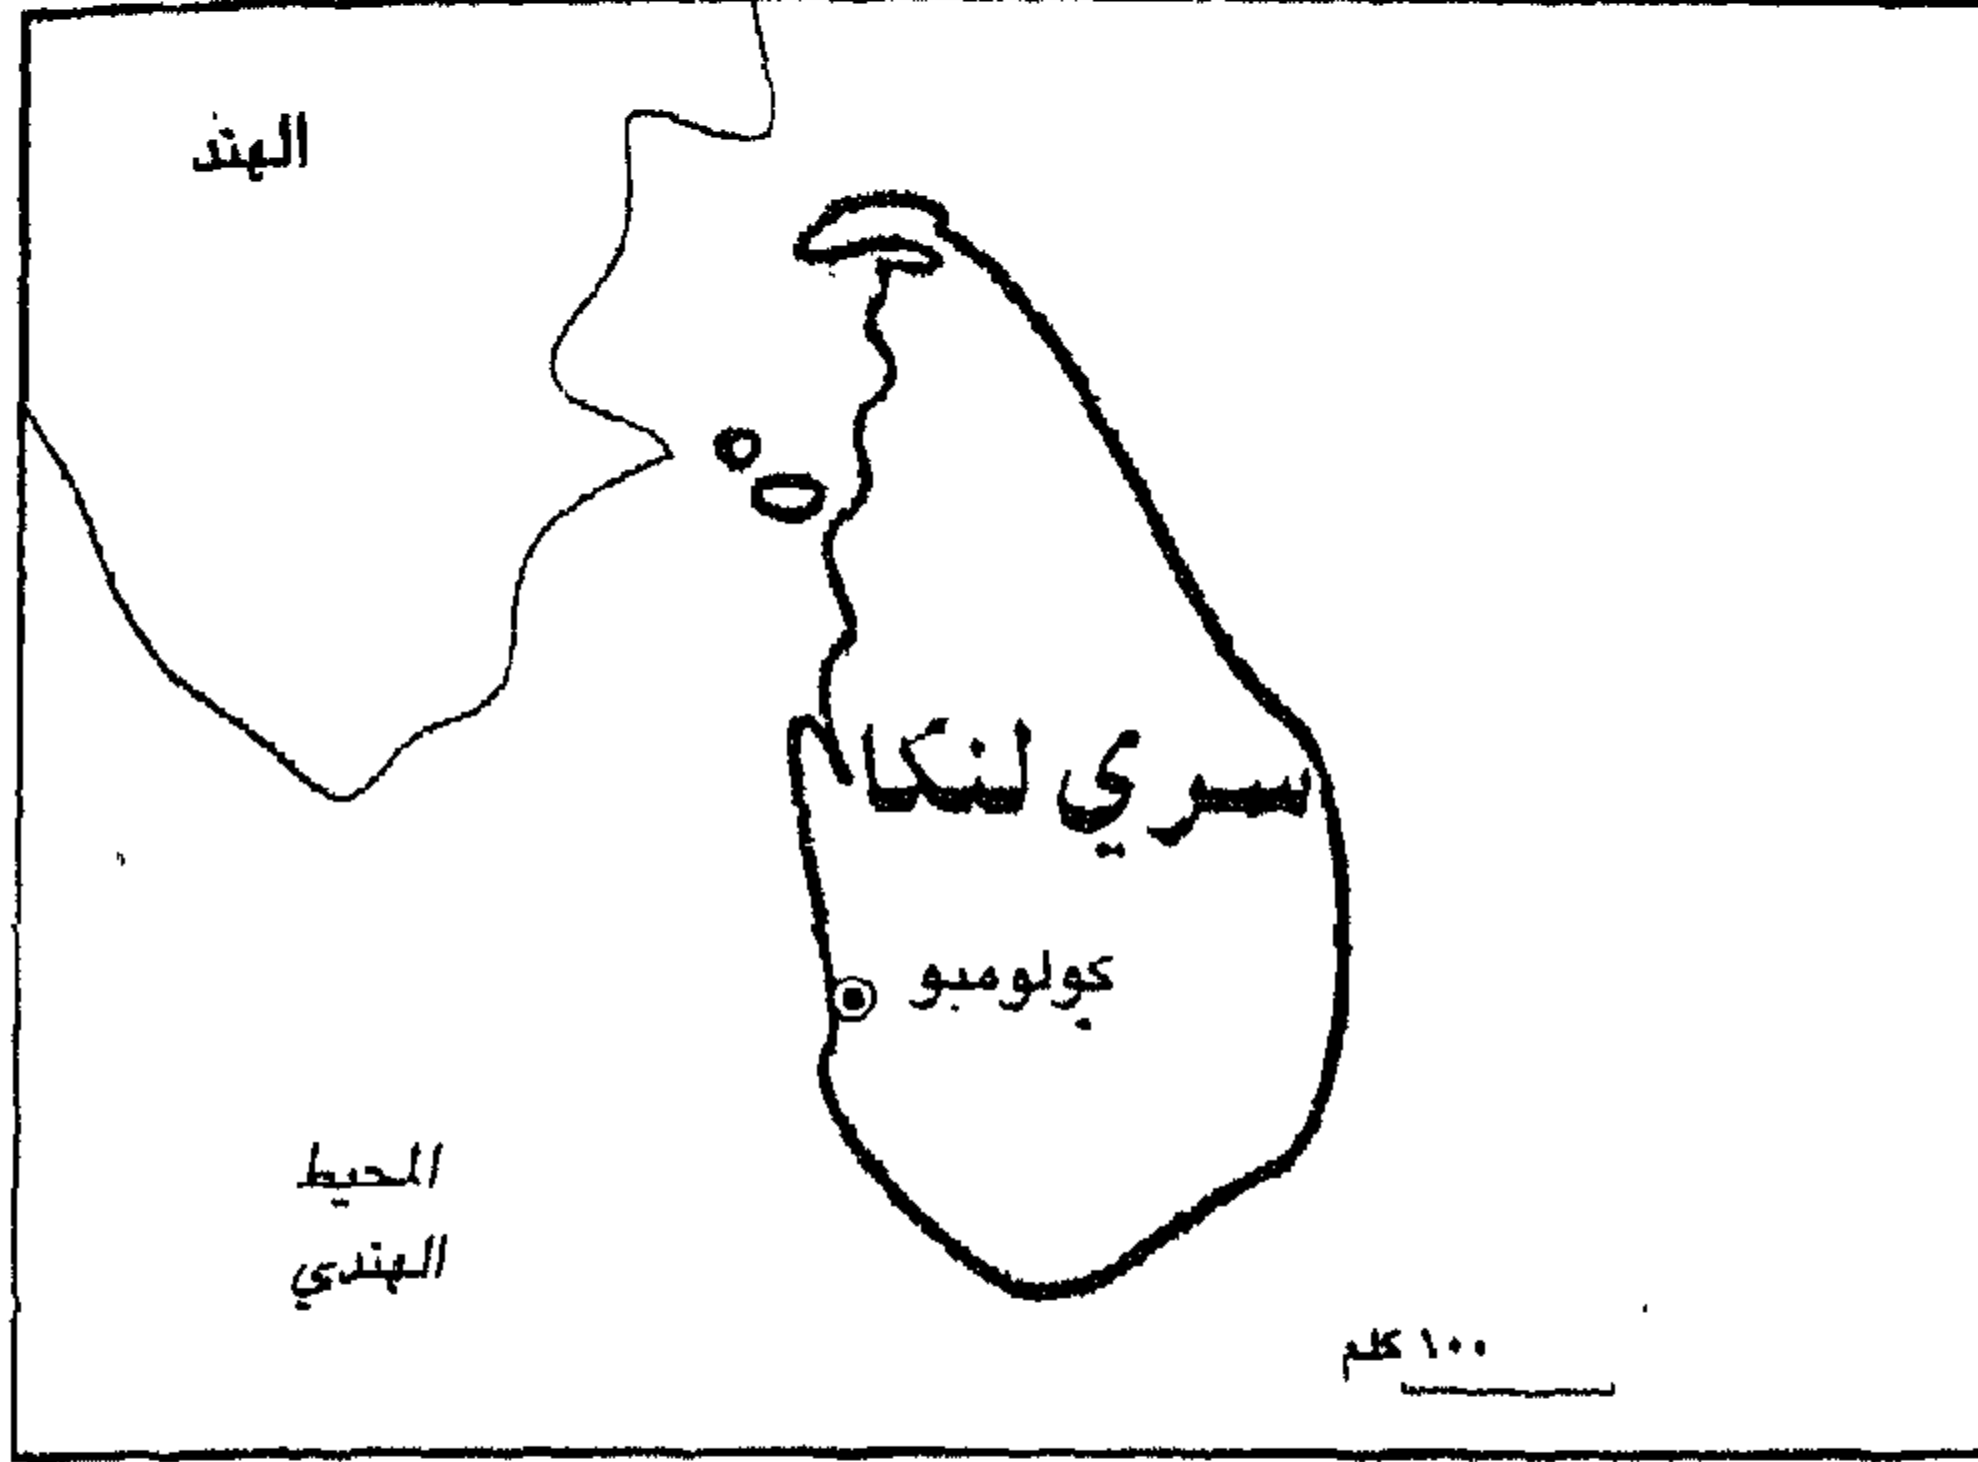 الهند
سري لنكا
كولومبو
المحيط
الهندي
١٠٠ كلم